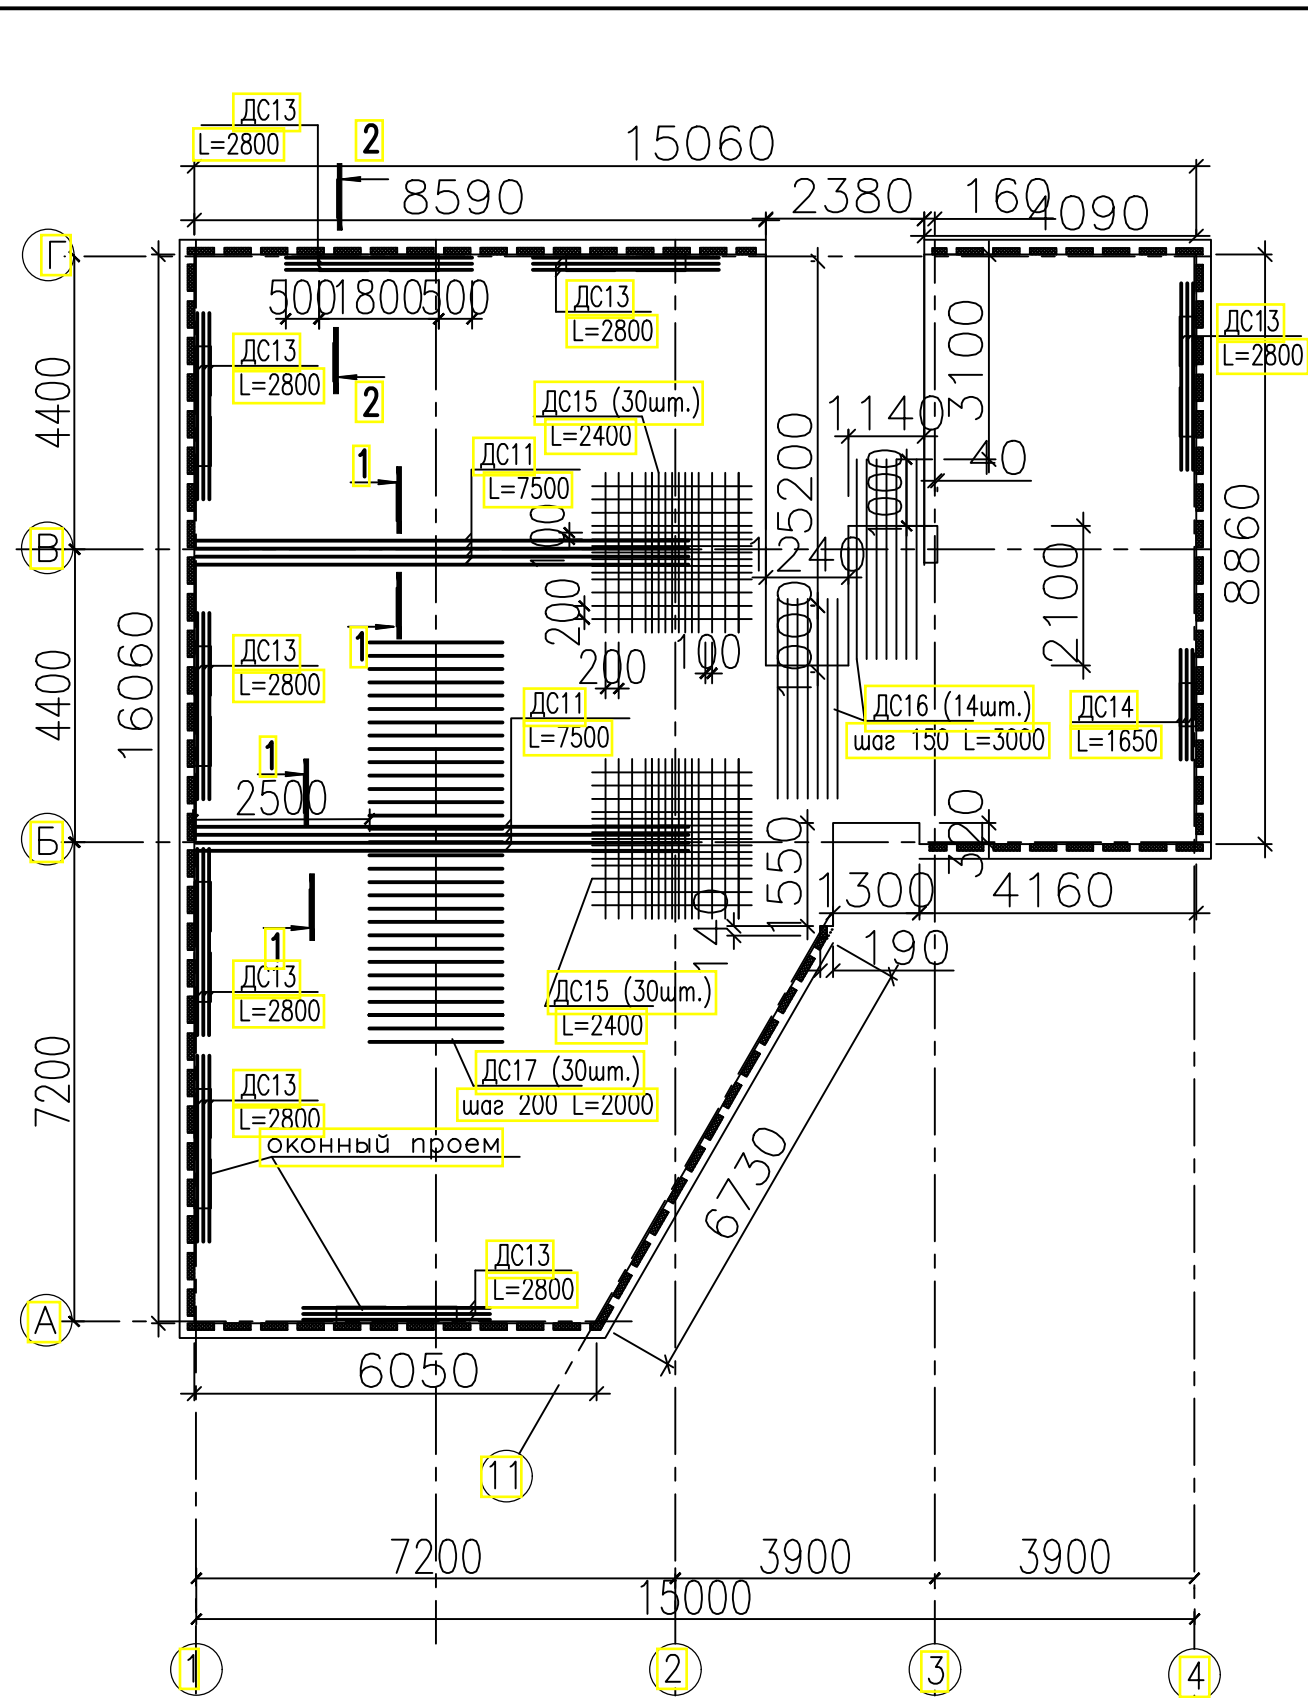 ДС13
L=2800
2
15060
8590
2380
160
4090
Г
500
1800
500
ДС13
L=2800
ДС13
L=2800
ДС13
L=2800
3100
4400
2
ДС15 (30шт.)
L=2400
1140
1
ДС11
L=7500
40
5200
1000
100
В
1240
2100
8860
200
1000
16060
1
ДС13
L=2800
200
100
4400
ДС11
L=7500
ДС16 (14шт.)
шаг 150 L=3000
ДС14
L=1650
1
2500
Б
320
1550
1300
4160
140
190
1
ДС13
L=2800
ДС15 (30шт.)
L=2400
7200
ДС17 (30шт.)
шаг 200 L=2000
ДС13
L=2800
оконный проем
6730
ДС13
L=2800
А
6050
11
7200
3900
3900
15000
1
2
3
4